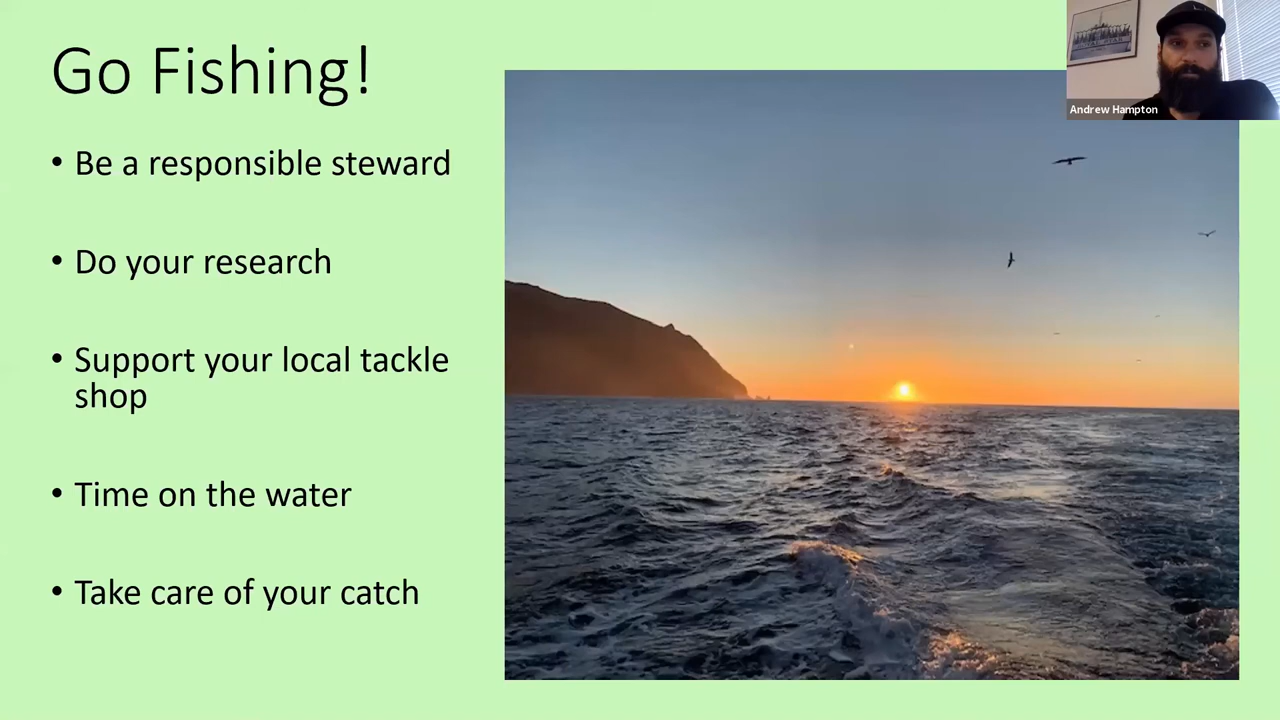 Go Fishing!
• Be a responsible steward
• Do your research
• Support your local tackle
shop
• Time on the water
• Take care of your catch
Andrew Hampton